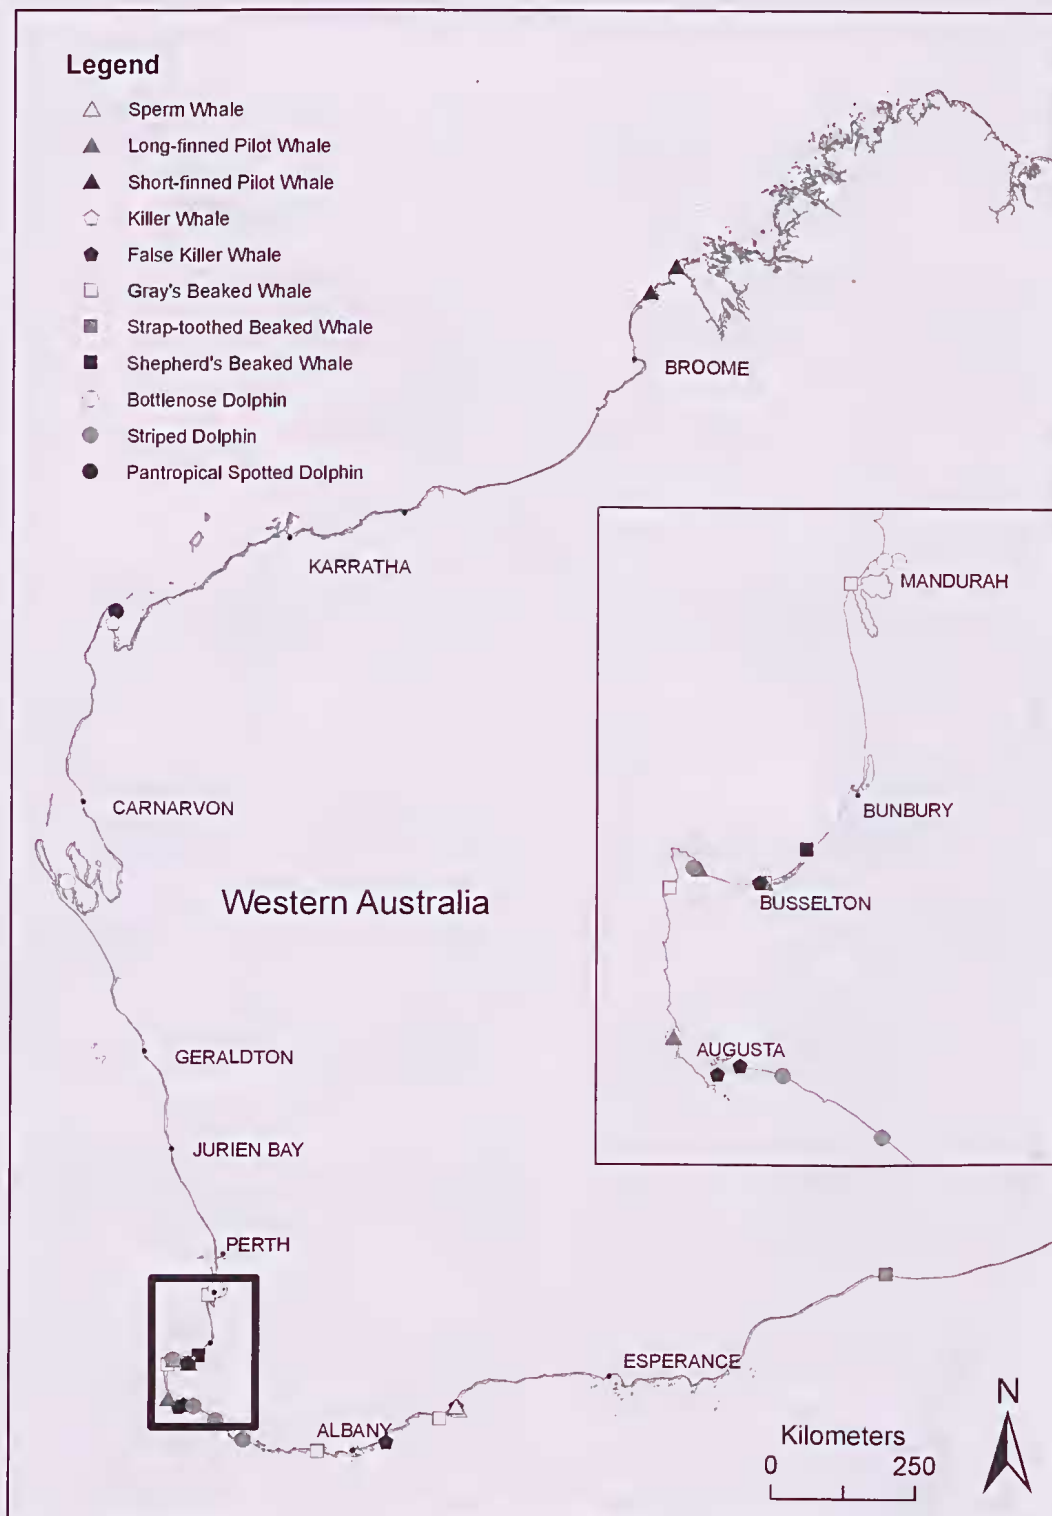 Legend
Sperm Whale
Long-finned Pilot Whale
Short-finned Pilot Whale
Killer Whale
False Killer Whale
Gray's Beaked Whale
Strap-toothed Beaked Whale
Shepherd's Beaked Whale
Bottlenose Dolphin
Striped Dolphin
Pantropical Spotted Dolphin
BROOME
KARRATHA
MANDURAH
CARNARVON
BUNBURY
Western Australia
BUSSELTON
GERALDTON
AUGUSTA
JURIEN BAY
PERTH
ESPERANCE
ALBANY
N
Kilometers
0 250